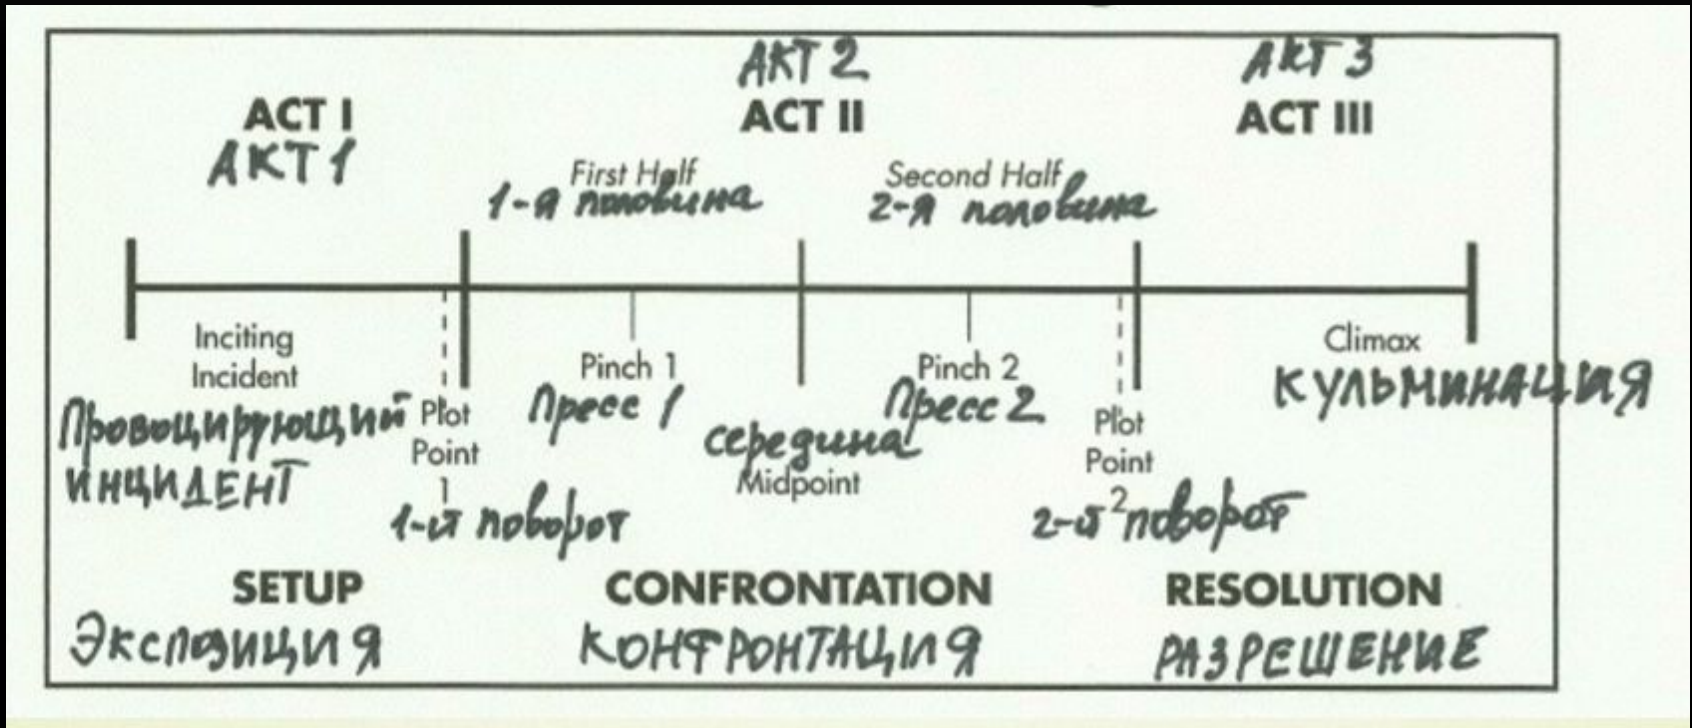 АКТ 2
АКТ 3
ACT I
ACT II
ACT III
АКТ 1
First Half
Second Half
1-я половина
2-я половина
Inciting
Incident
Climax
Pinch 1
Pinch 2
КУЛЬМИНАЦИЯ
Провоцирующий
ИНЦИДЕНТ
Plot
Point
1
Пресс 1
Пресс 2
середина
Midpoint
Plot
Point
2
1-й поворот
2-й поворот
SETUP
CONFRONTATION
RESOLUTION
Экспозиция
КОНФРОНТАЦИЯ
РАЗРЕШЕНИЕ